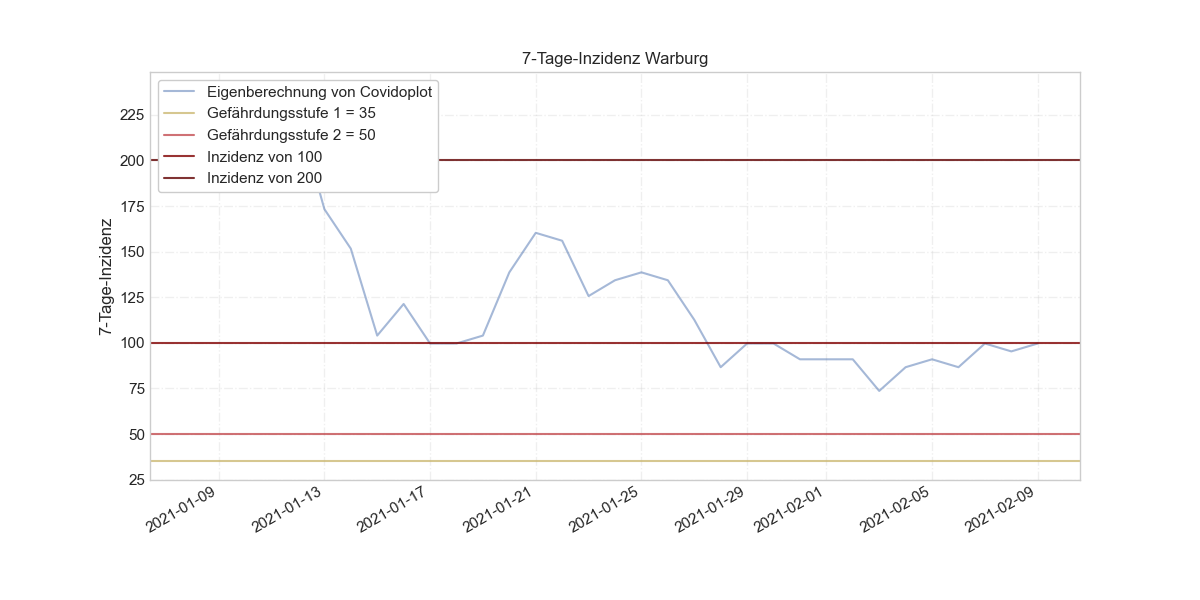 7-Tage-Inzidenz Warburg
Eigenberechnung von Covidoplot
Gefährdungsstufe 1 = 35
Gefährdungsstufe 2 = 50
Inzidenz von 100
Inzidenz von 200
7-Tage-Inzidenz
225
200
175
150
125
100
75
50
25
2021-01-09
2021-01-13
2021-01-17
2021-01-21
2021-01-25
2021-01-29
2021-02-01
2021-02-05
2021-02-09